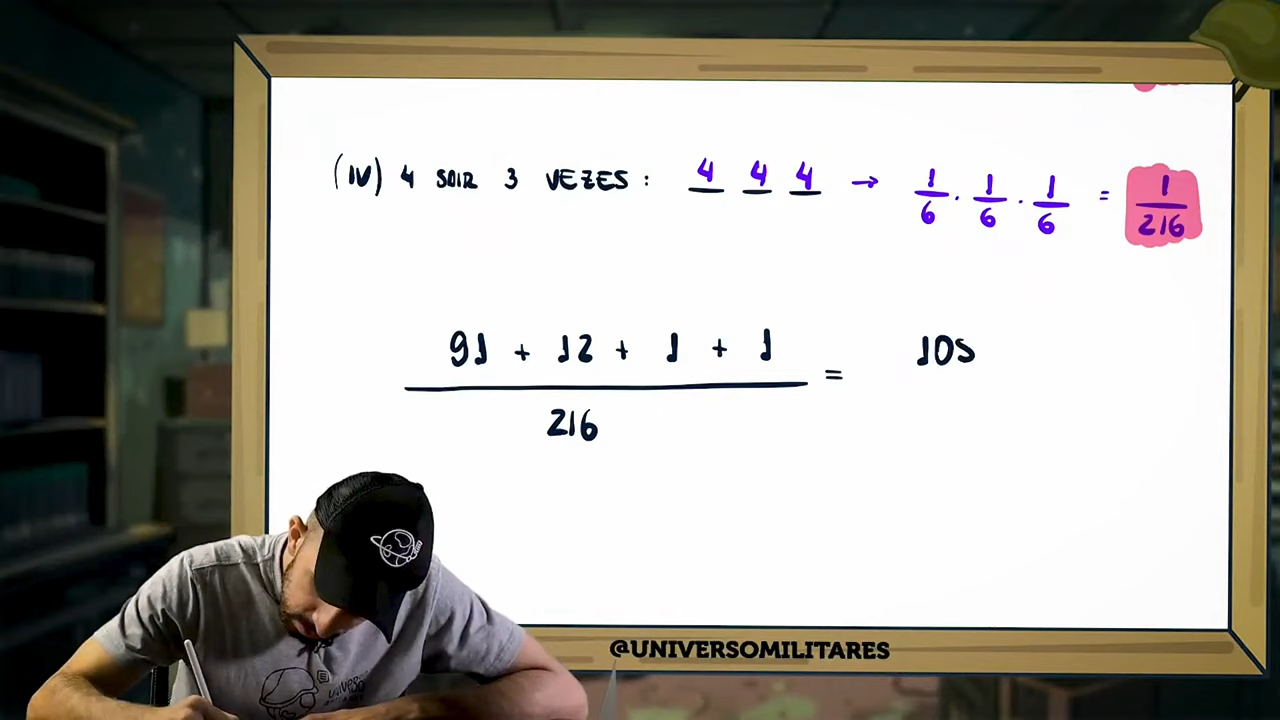 (IV) 4 SAIR 3 VEZES : 4 4 4 → 1/6 . 1/6 . 1/6 = 1/216
91 + 12 + 1 + 1 / 216 = 105
@UNIVERSOMILITARES
UNIVERSO